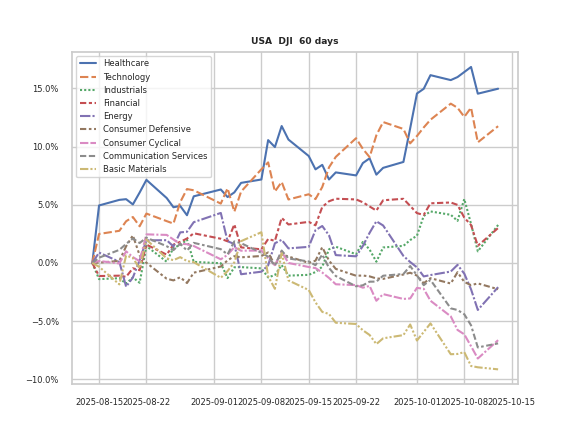 USA DJI 60 days
Healthcare
Technology
Industrials
Financial
Energy
Consumer Defensive
Consumer Cyclical
Communication Services
Basic Materials
15.0%
10.0%
5.0%
0.0%
−5.0%
−10.0%
2025-08-15
2025-08-22
2025-09-01
2025-09-08
2025-09-15
2025-09-22
2025-10-01
2025-10-08
2025-10-15